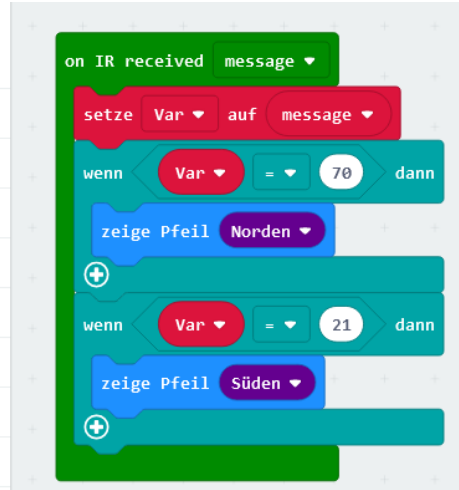 on IR received message
setze Var auf message
wenn Var = 70 dann
zeige Pfeil Norden
wenn Var = 21 dann
zeige Pfeil Süden